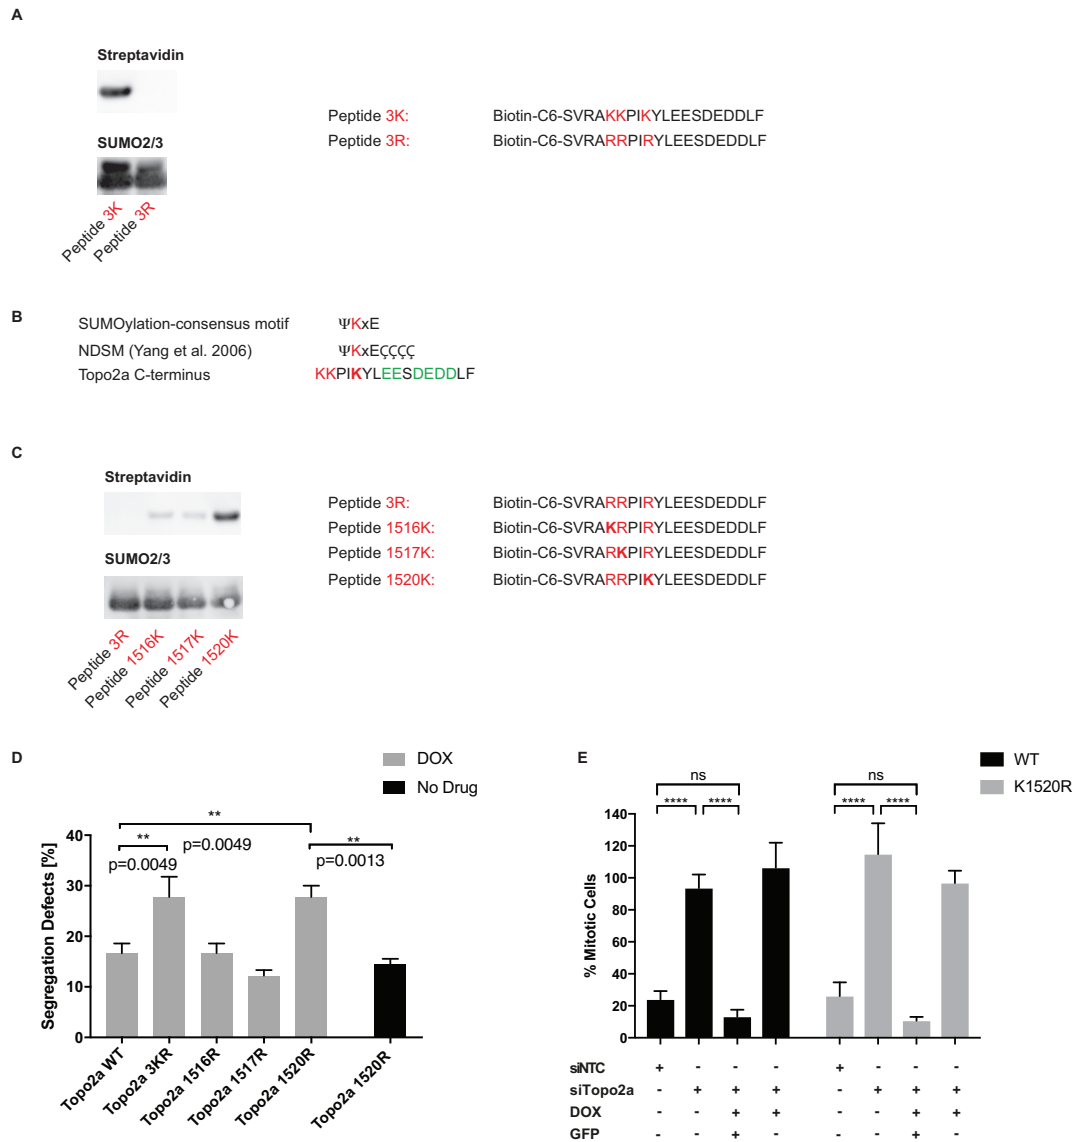 A
Streptavidin
SUMO2/3
Peptide 3K
Peptide 3R
Peptide 3K: Biotin-C6-SVRAKKPIKYLEESDEDDLF
Peptide 3R: Biotin-C6-SVRARRPIRYLEESDEDDLF
B
SUMOylation-consensus motif ΨKxE
NDSM (Yang et al. 2006) ΨKxEÇÇÇÇ
Topo2a C-terminus KKPIKYLEESDEDDLF
C
Streptavidin
SUMO2/3
Peptide 3R
Peptide 1516K
Peptide 1517K
Peptide 1520K
Peptide 3R: Biotin-C6-SVRARRPIRYLEESDEDDLF
Peptide 1516K: Biotin-C6-SVRAKRPIRYLEESDEDDLF
Peptide 1517K: Biotin-C6-SVRARKPIRYLEESDEDDLF
Peptide 1520K: Biotin-C6-SVRARRPIKYLEESDEDDLF
D
DOX
No Drug
**
** p=0.0049 **
p=0.0049 p=0.0013
Segregation Defects [%]
40
30
20
10
0
Topo2a WT
Topo2a 3KR
Topo2a 1516R
Topo2a 1517R
Topo2a 1520R
Topo2a 1520R
E
WT
K1520R
ns ns
**** **** **** ****
% Mitotic Cells
140
120
100
80
60
40
20
0
siNTC + - - - + - - -
siTopo2a - + + + - + + +
DOX - - + + - - + +
GFP - - + - - - + -